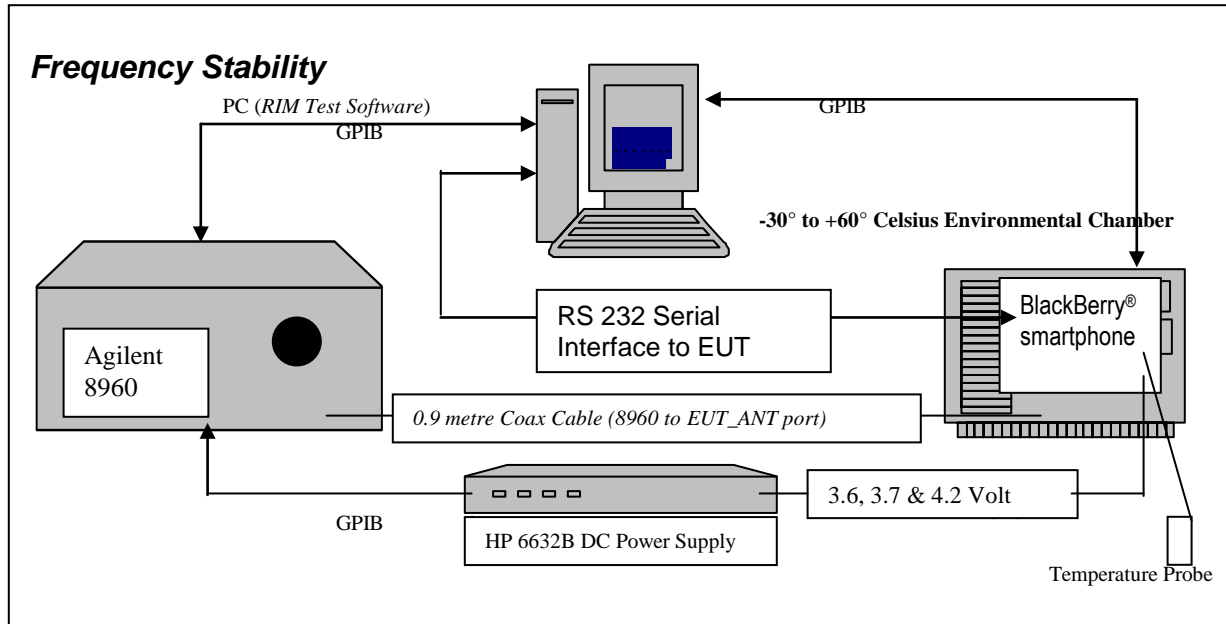 Frequency Stability
PC (RIM Test Software)
GPIB
GPIB
-30° to +60° Celsius Environmental Chamber
RS 232 Serial
Interface to EUT
BlackBerry®
smartphone
Agilent
8960
0.9 metre Coax Cable (8960 to EUT_ANT port)
3.6, 3.7 & 4.2 Volt
GPIB
HP 6632B DC Power Supply
Temperature Probe